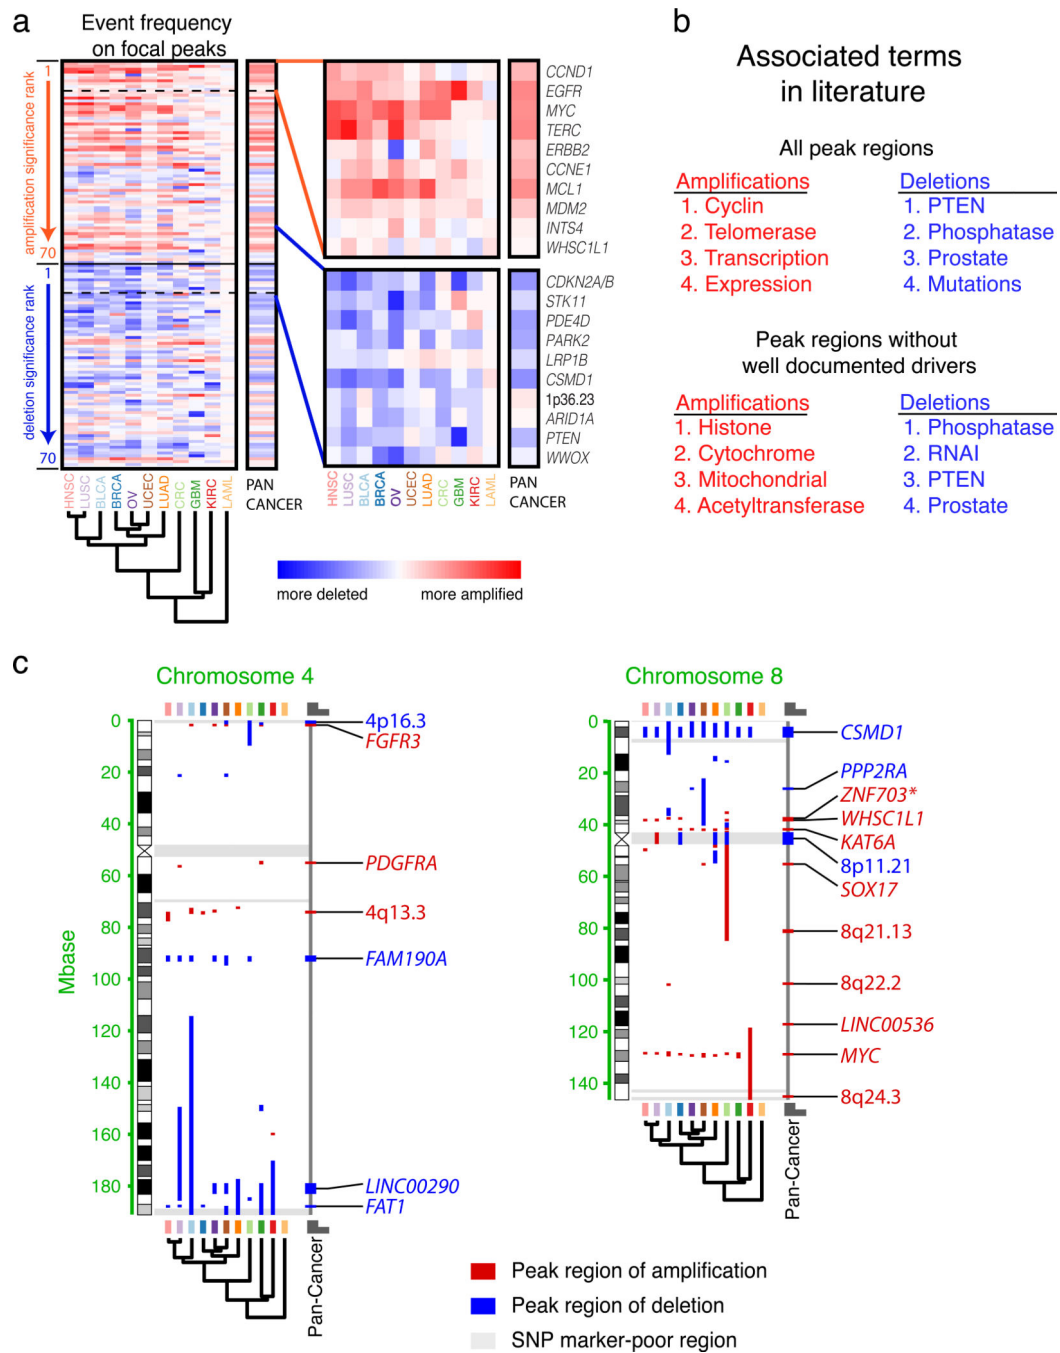 a
Event frequency
on focal peaks
amplification significance rank
1
70
deletion significance rank
1
70
HNSC
LUSC
BLCA
BRCA
OV
UCEC
LUAD
CRC
GBM
KIRC
LAML
PAN
CANCER
CCND1
EGFR
MYC
TERC
ERBB2
CCNE1
MCL1
MDM2
INTS4
WHSC1L1
CDKN2A/B
STK11
PDE4D
PARK2
LRP1B
CSMD1
1p36.23
ARID1A
PTEN
WWOX
HNSC
LUSC
BLCA
BRCA
OV
UCEC
LUAD
CRC
GBM
KIRC
LAML
PAN
CANCER
more deleted
more amplified
b
Associated terms
in literature
All peak regions
Amplifications
1. Cyclin
2. Telomerase
3. Transcription
4. Expression
Deletions
1. PTEN
2. Phosphatase
3. Prostate
4. Mutations
Peak regions without
well documented drivers
Amplifications
1. Histone
2. Cytochrome
3. Mitochondrial
4. Acetyltransferase
Deletions
1. Phosphatase
2. RNAI
3. PTEN
4. Prostate
c
Chromosome 4
Mbase
0
20
40
60
80
100
120
140
160
180
4p16.3
FGFR3
PDGFRA
4q13.3
FAM190A
LINC00290
FAT1
Pan-Cancer
Chromosome 8
0
20
40
60
80
100
120
140
CSMD1
PPP2RA
ZNF703*
WHSC1L1
KAT6A
8p11.21
SOX17
8q21.13
8q22.2
LINC00536
MYC
8q24.3
Pan-Cancer
Peak region of amplification
Peak region of deletion
SNP marker-poor region